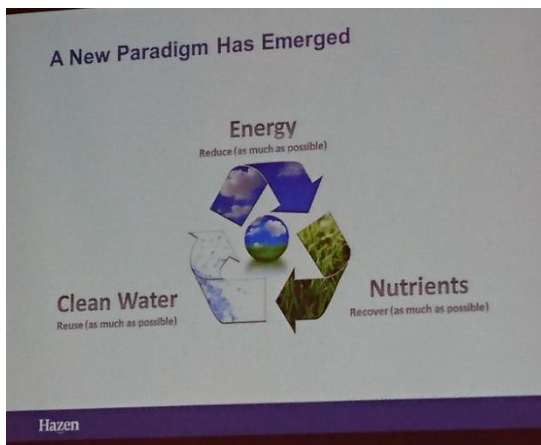 A New Paradigm Has Emerged
Energy
Reduce (as much as possible)
Clean Water
Reuse (as much as possible)
Nutrients
Recover (as much as possible)
Hazen